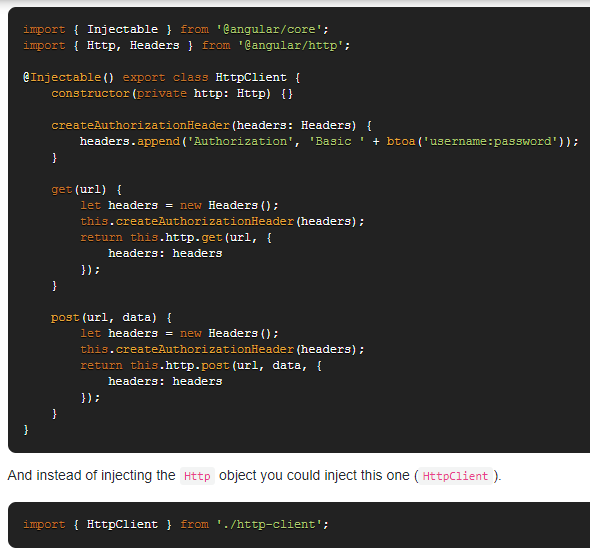 import { Injectable } from '@angular/core';
import { Http, Headers } from '@angular/http';
@Injectable() export class HttpClient {
    constructor(private http: Http) {}
    createAuthorizationHeader(headers: Headers) {
        headers.append('Authorization', 'Basic ' + btoa('username:password'));
    }
    get(url) {
        let headers = new Headers();
        this.createAuthorizationHeader(headers);
        return this.http.get(url, {
            headers: headers
        });
    }
    post(url, data) {
        let headers = new Headers();
        this.createAuthorizationHeader(headers);
        return this.http.post(url, data, {
            headers: headers
        });
    }
}
And instead of injecting the Http object you could inject this one ( HttpClient ).
import { HttpClient } from './http-client';